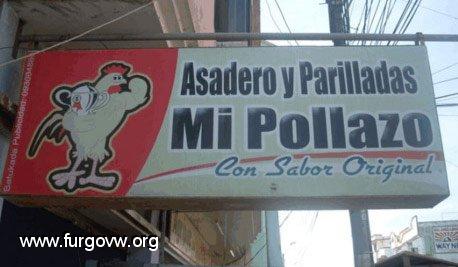 Asadero y Parilladas
Mi Pollazo
Con Sabor Original
www.furgovw.org